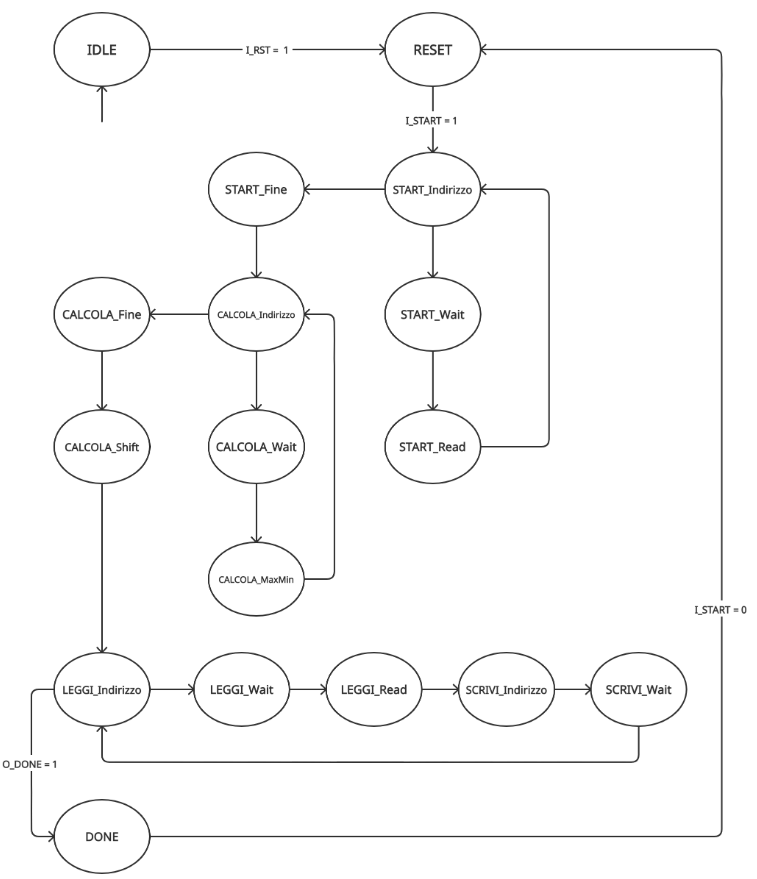 IDLE
I_RST = 1
RESET
I_START = 1
START_Fine
START_Indirizzo
CALCOLA_Fine
CALCOLA_Indirizzo
START_Wait
CALCOLA_Shift
CALCOLA_Wait
START_Read
CALCOLA_MaxMin
I_START = 0
LEGGI_Indirizzo
LEGGI_Wait
LEGGI_Read
SCRIVI_Indirizzo
SCRIVI_Wait
O_DONE = 1
DONE